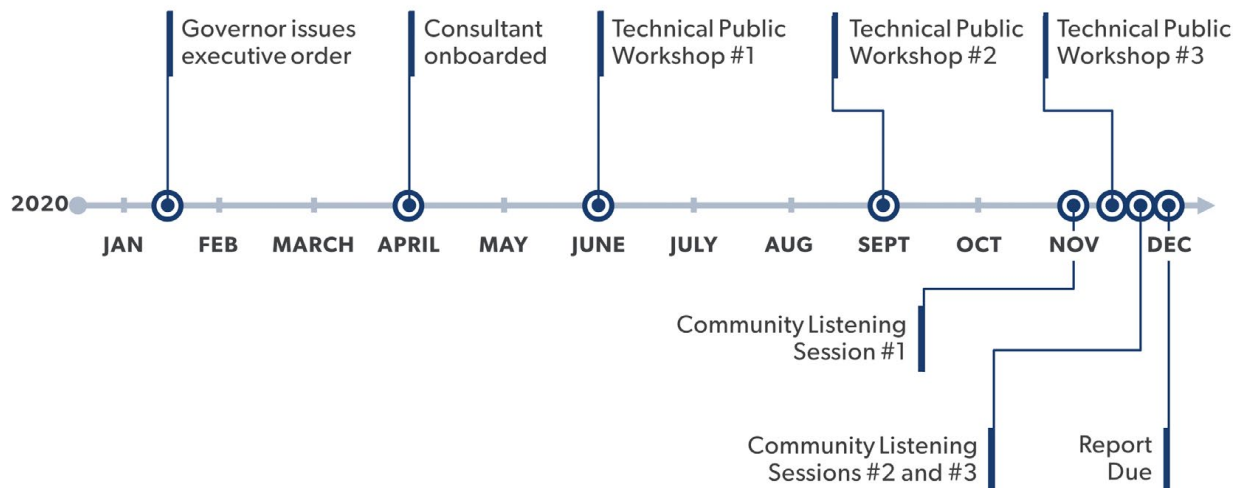 Governor issues
executive order
Consultant
onboarded
Technical Public
Workshop #1
Technical Public
Workshop #2
Technical Public
Workshop #3
2020
JAN
FEB
MARCH
APRIL
MAY
JUNE
JULY
AUG
SEPT
OCT
NOV
DEC
Community Listening
Session #1
Community Listening
Sessions #2 and #3
Report
Due